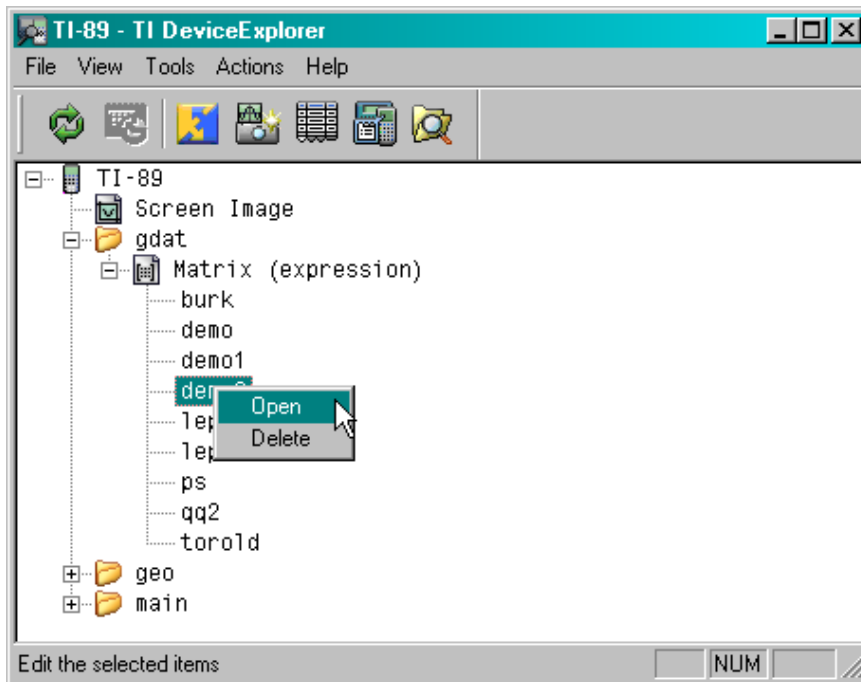 TI-89 - TI DeviceExplorer
File View Tools Actions Help
TI-89
Screen Image
gdat
Matrix (expression)
burk
demo
demo1
Open
Delete
ps
qq2
torold
geo
main
Edit the selected items
NUM